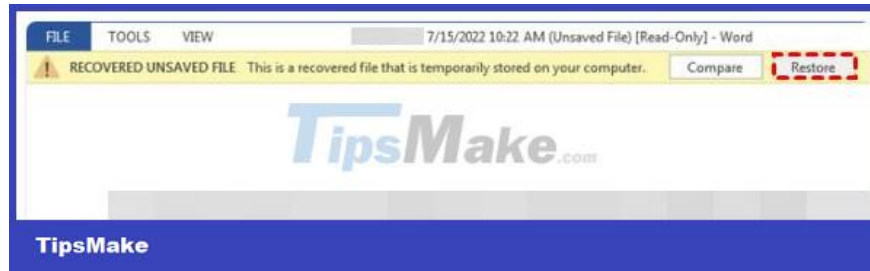 FILE TOOLS VIEW 7/15/2022 10:22 AM (Unsaved File) [Read-Only] - Word
RECOVERED UNSAVED FILE This is a recovered file that is temporarily stored on your computer. Compare Restore
TipsMake.com
TipsMake